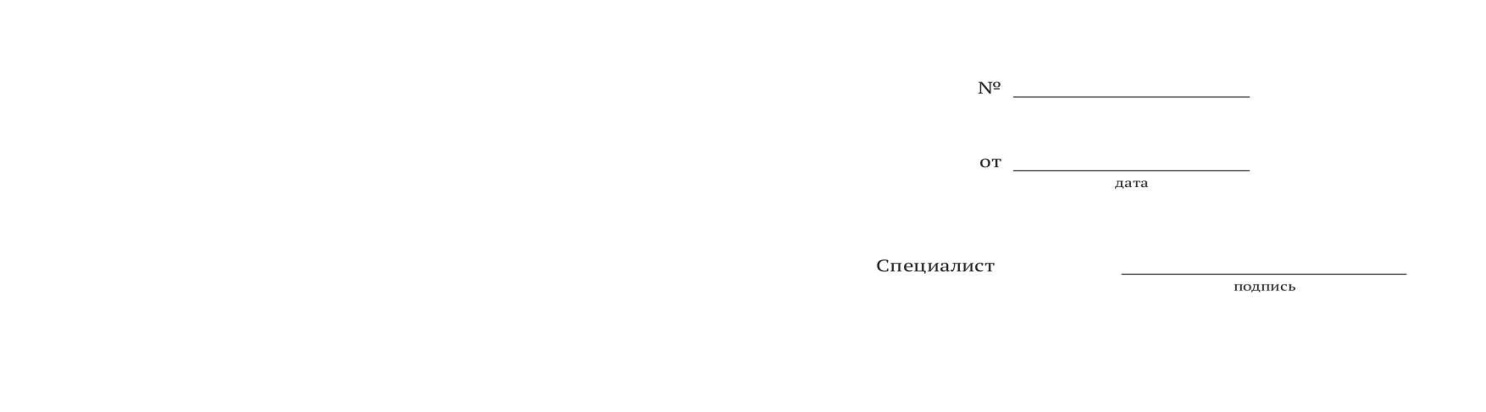 №
от
дата
Специалист
подпись